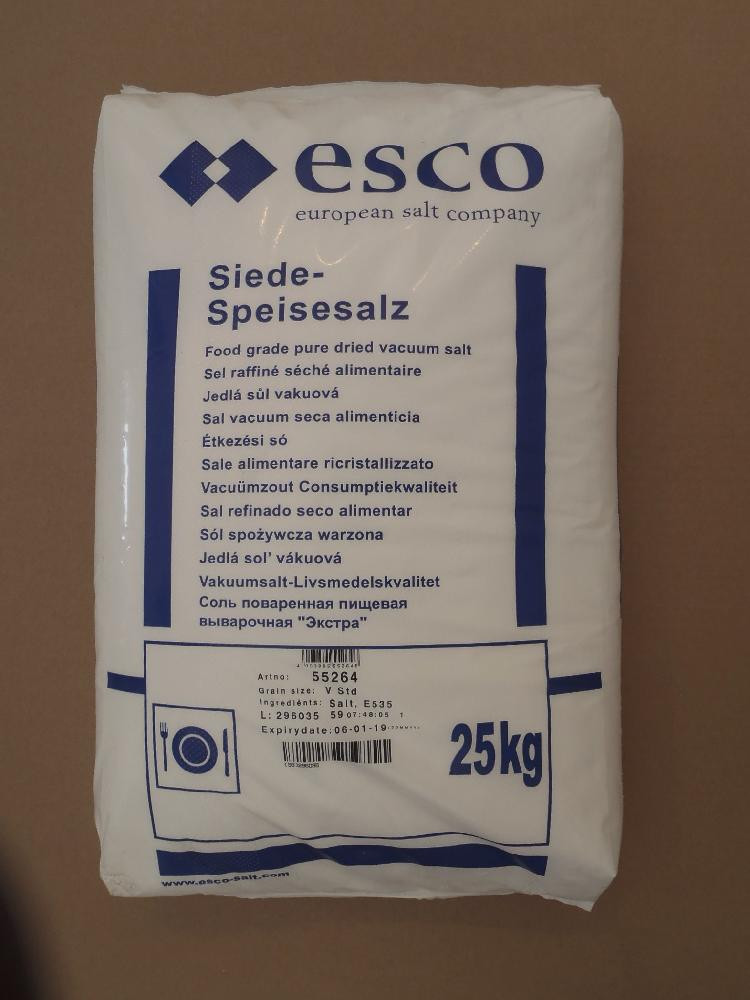 esco
european salt company
Siede-
Speisesalz
Food grade pure dried vacuum salt
Sel raffiné séché alimentaire
Jedlá sůl vakuová
Sal vacuum seca alimenticia
Étkezési só
Sale alimentare ricristallizzato
Vacuümzout Consumptiekwaliteit
Sal refinado seco alimentar
Sól spożywcza warzona
Jedlá sol' vákuová
Vakuumsalt-Livsmedelskvalitet
Соль поваренная пищевая
выварочная "Экстра"
Artno: 55264
Grain size: V Std
Ingredients: Salt, E535
L: 296035 59 07:48:05 1
Expirydate: 06-01-19
25kg
www.esco-salt.com